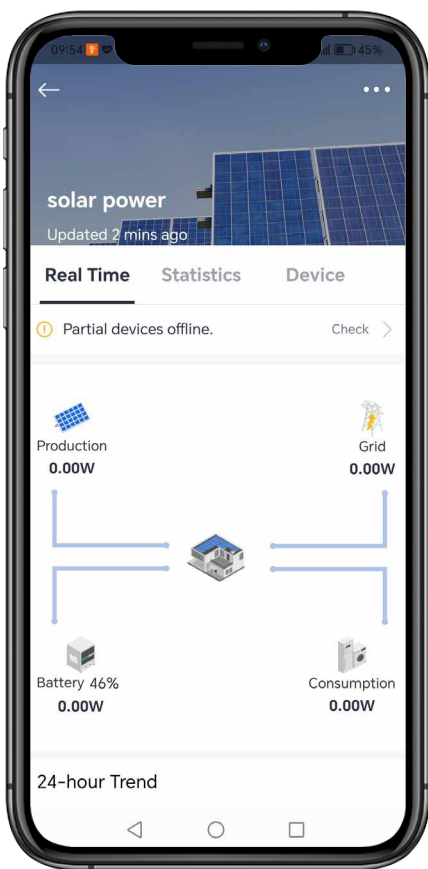 09:54
45%
solar power
Updated 2 mins ago
Real Time Statistics Device
Partial devices offline. Check
Production
0.00W
Grid
0.00W
Battery 46%
0.00W
Consumption
0.00W
24-hour Trend